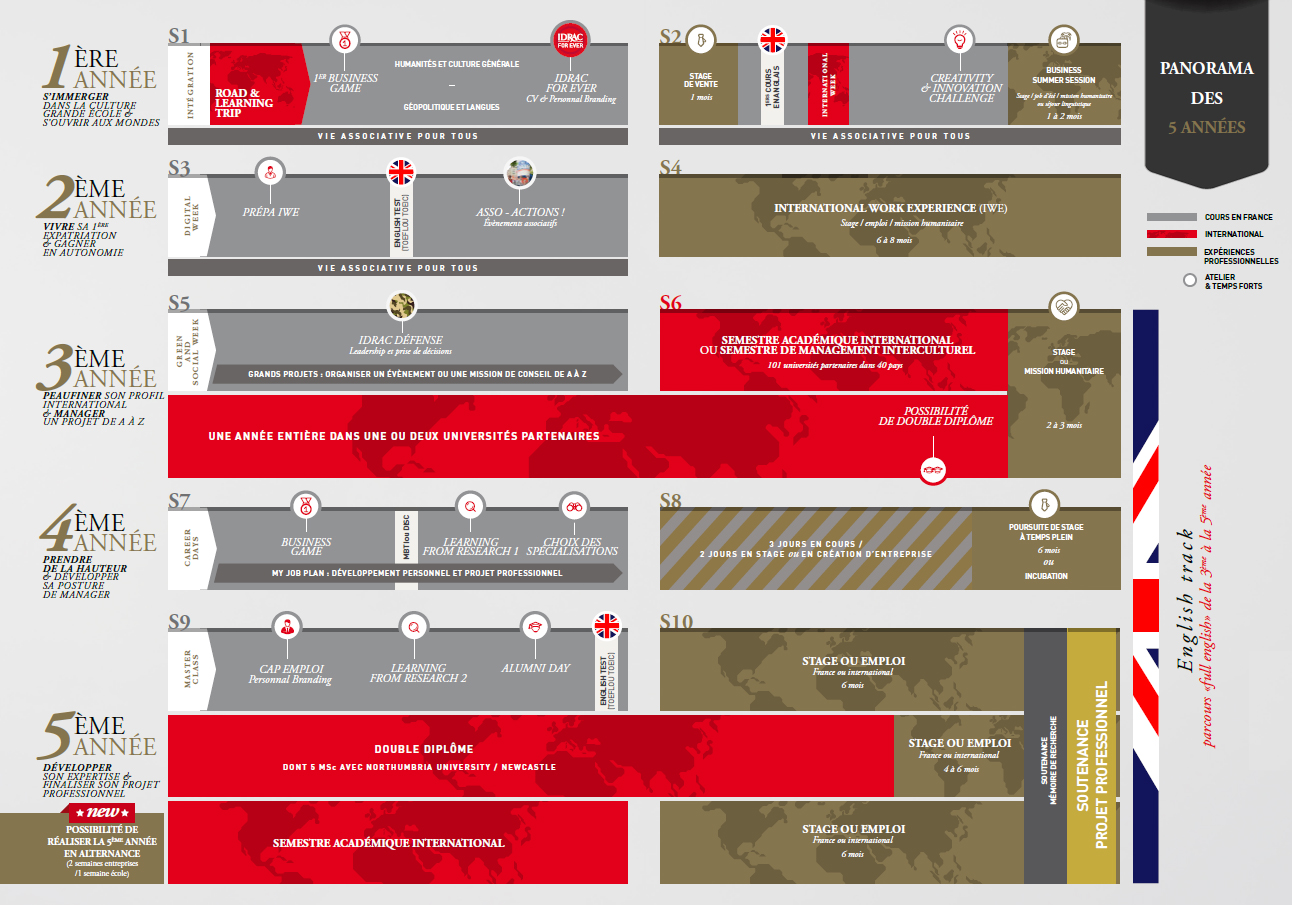 PANORAMA
DES
5 ANNÉES
COURS EN FRANCE
INTERNATIONAL
EXPÉRIENCES
PROFESSIONNELLES
ATELIER
& TEMPS FORTS
1ÈRE
ANNÉE
S'IMMERGER
DANS LA CULTURE
GRANDE ÉCOLE &
S'OUVRIR AUX MONDES
S1
INTÉGRATION
ROAD &
LEARNING
TRIP
1ER BUSINESS
GAME
HUMANITÉS ET CULTURE GÉNÉRALE
–
GÉOPOLITIQUE ET LANGUES
IDRAC
FOR EVER
IDRAC
FOR EVER
CV & Personnal Branding
VIE ASSOCIATIVE POUR TOUS
S2
STAGE
DE VENTE
1 mois
1ERS COURS
EN ANGLAIS
INTERNATIONAL
WEEK
CREATIVITY
& INNOVATION
CHALLENGE
BUSINESS
SUMMER SESSION
Stage / job d'été / mission humanitaire
ou séjour linguistique
1 à 2 mois
VIE ASSOCIATIVE POUR TOUS
2ÈME
ANNÉE
VIVRE SA 1ÈRE
EXPATRIATION
& GAGNER
EN AUTONOMIE
S3
DIGITAL
WEEK
PRÉPA IWE
ENGLISH TEST
(TOEFL OU TOEIC)
ASSO - ACTIONS !
Évènements associatifs
VIE ASSOCIATIVE POUR TOUS
S4
INTERNATIONAL WORK EXPERIENCE (IWE)
Stage / emploi / mission humanitaire
6 à 8 mois
3ÈME
ANNÉE
PEAUFINER SON PROFIL
INTERNATIONAL
& MANAGER
UN PROJET DE A À Z
S5
GREEN
AND
SOCIAL WEEK
IDRAC DÉFENSE
Leadership es prise de décisions
GRANDS PROJETS : ORGANISER UN ÉVÈNEMENT OU UNE MISSION DE CONSEIL DE A À Z
S6
SEMESTRE ACADÉMIQUE INTERNATIONAL
OU SEMESTRE DE MANAGEMENT INTERCULTUREL
101 universités partenaires dans 40 pays
STAGE
OU
MISSION HUMANITAIRE
2 à 3 mois
UNE ANNÉE ENTIÈRE DANS UNE OU DEUX UNIVERSITÉS PARTENAIRES
POSSIBILITÉ
DE DOUBLE DIPLÔME
4ÈME
ANNÉE
PRENDRE
DE LA HAUTEUR
& DÉVELOPPER
SA POSTURE
DE MANAGER
S7
CAREER
DAYS
BUSINESS
GAME
MBTI ou DISC
LEARNING
FROM RESEARCH 1
CHOIX DES
SPÉCIALISATIONS
MY JOB PLAN : DÉVELOPPEMENT PERSONNEL ET PROJET PROFESSIONNEL
S8
3 JOURS EN COURS /
2 JOURS EN STAGE ou EN CRÉATION D'ENTREPRISE
POURSUITE DE STAGE
À TEMPS PLEIN
6 mois
ou
INCUBATION
5ÈME
ANNÉE
DÉVELOPPER
SON EXPERTISE &
FINALISER SON PROJET
PROFESSIONNEL
new
POSSIBILITÉ DE
RÉALISER LA 5ÈME ANNÉE
EN ALTERNANCE
(2 semaines entreprises
/1 semaine école)
S9
MASTER
CLASS
CAP EMPLOI
Personnal Branding
LEARNING
FROM RESEARCH 2
ALUMNI DAY
ENGLISH TEST
(TOEFL OU TOEIC)
S10
STAGE OU EMPLOI
France ou international
6 mois
DOUBLE DIPLÔME
DONT 5 MSc AVEC NORTHUMBRIA UNIVERSITY / NEWCASTLE
STAGE OU EMPLOI
France ou international
4 à 6 mois
SEMESTRE ACADÉMIQUE INTERNATIONAL
STAGE OU EMPLOI
France ou international
6 mois
SOUTENANCE
MÉMOIRE DE RECHERCHE
SOUTENANCE
PROJET PROFESSIONNEL
English track
parcours «full english» de la 3ème à la 5ème année